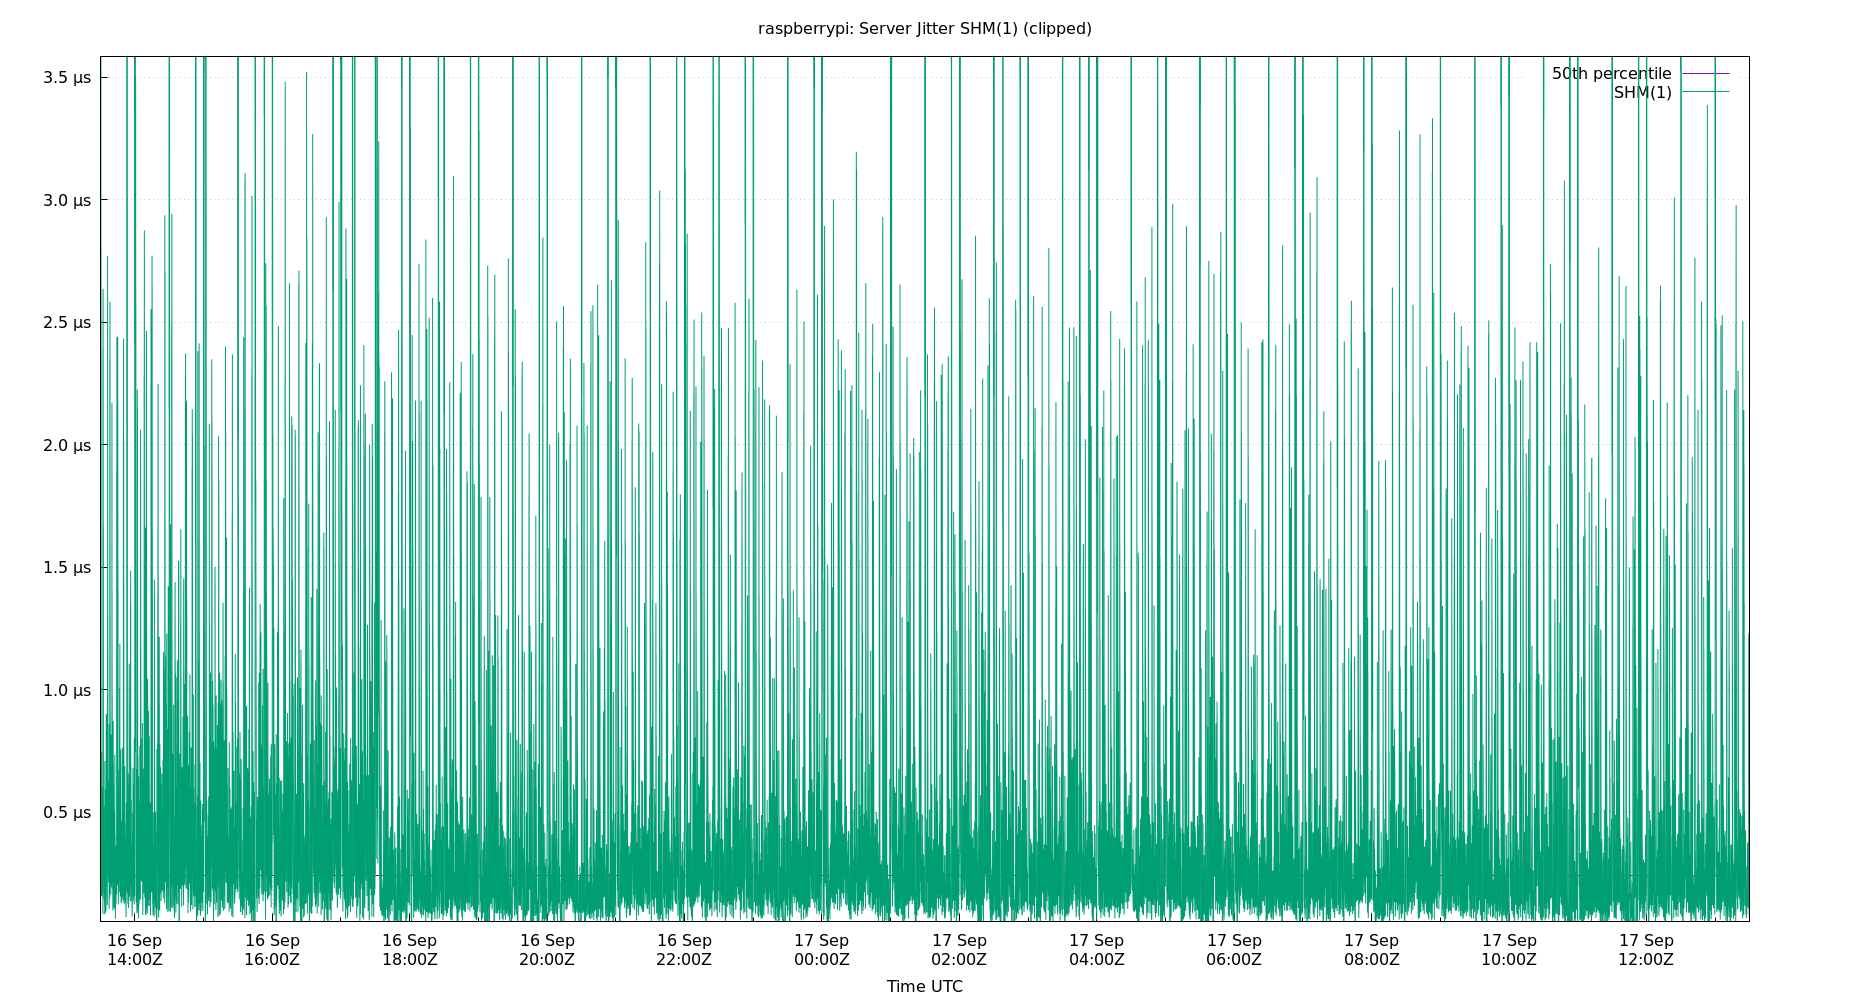 raspberrypi: Server Jitter SHM(1) (clipped)
3.5 µs
3.0 µs
2.5 µs
2.0 µs
1.5 µs
1.0 µs
0.5 µs
50th percentile
SHM(1)
16 Sep 16 Sep 16 Sep 16 Sep 16 Sep 17 Sep 17 Sep 17 Sep 17 Sep 17 Sep 17 Sep 17 Sep
14:00Z 16:00Z 18:00Z 20:00Z 22:00Z 00:00Z 02:00Z 04:00Z 06:00Z 08:00Z 10:00Z 12:00Z
Time UTC